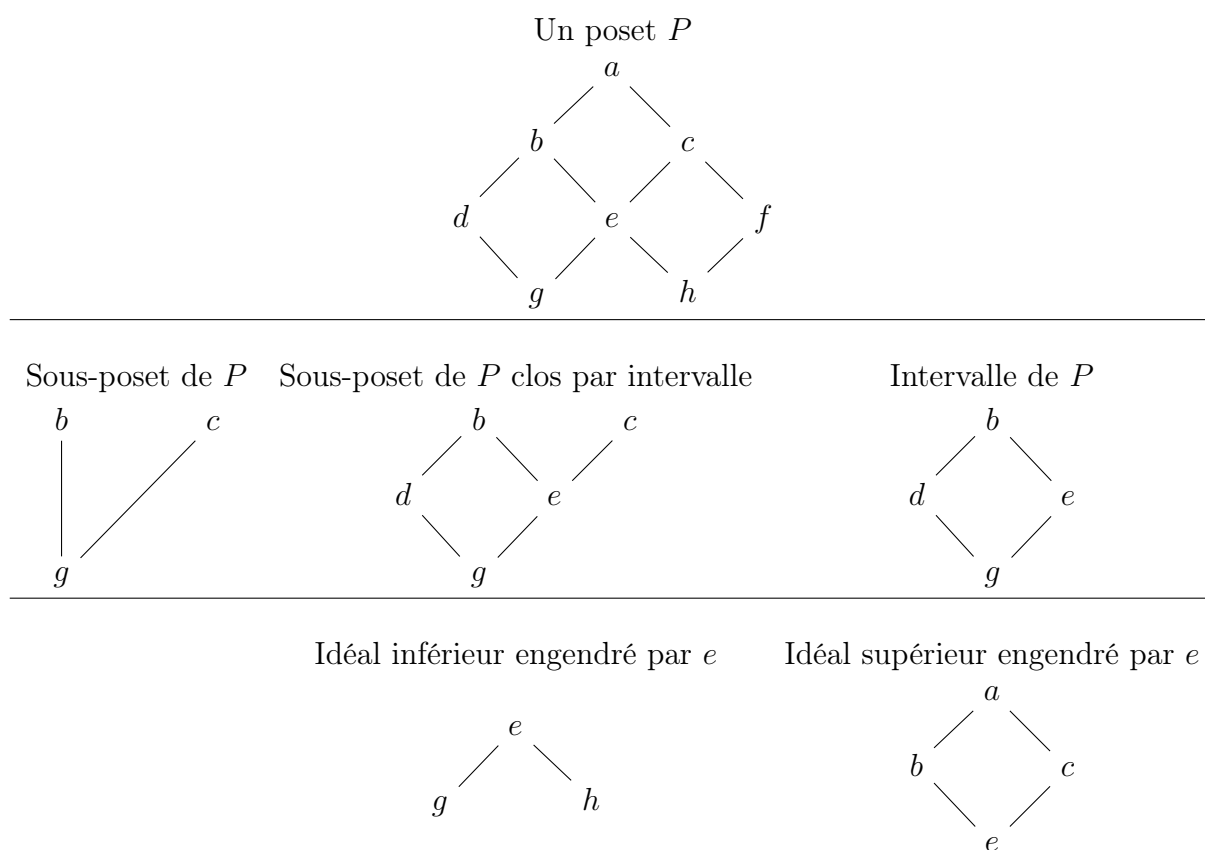 Un poset P
a
b c
d e f
g h
Sous-poset de P Sous-poset de P clos par intervalle Intervalle de P
b c b c b
d e d e
g g g
Idéal inférieur engendré par e Idéal supérieur engendré par e
a
e
b c
g h
e